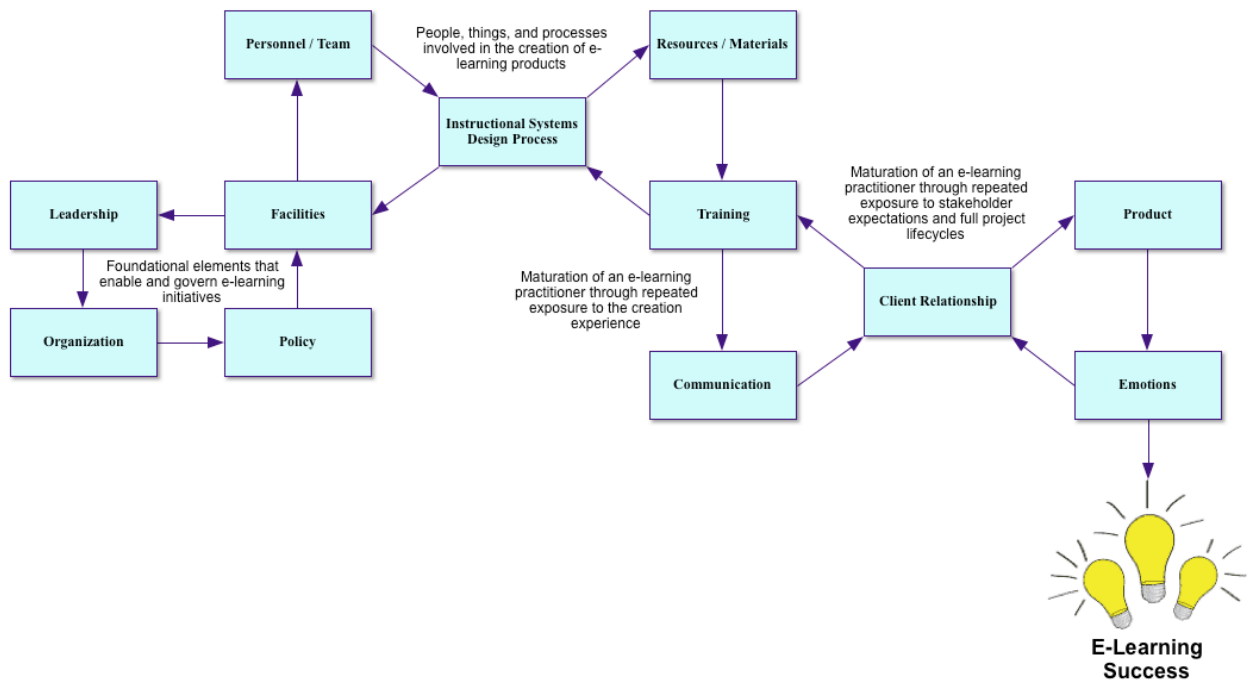 Personnel / Team
People, things, and processes
involved in the creation of e-
learning products
Resources / Materials
Instructional Systems
Design Process
Leadership
Facilities
Training
Maturation of an e-learning
practitioner through repeated
exposure to stakeholder
expectations and full project
lifecycles
Product
Foundational elements that
enable and govern e-learning
initiatives
Maturation of an e-learning
practitioner through repeated
exposure to the creation
experience
Client Relationship
Organization
Policy
Communication
Emotions
E-Learning
Success